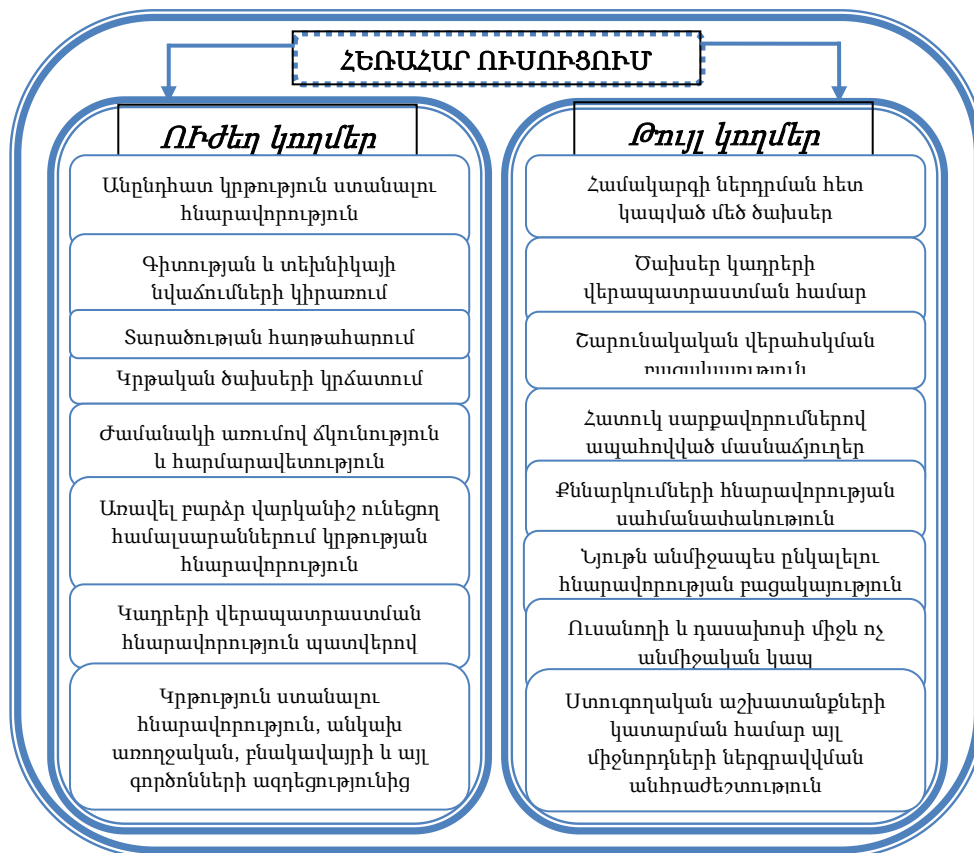 ՀԵՌԱՀԱՐ ՈՒՍՈՒՑՈՒՄ
ՈՒժեղ կողմեր
Անընդհատ կրթություն ստանալու
հնարավորություն
Գիտության և տեխնիկայի
նվաճումների կիրառում
Տարածության հաղթահարում
Կրթական ծախսերի կրճատում
Ժամանակի առումով ճկունություն
և հարմարավետություն
Առավել բարձր վարկանիշ ունեցող
համալսարաններում կրթության
հնարավորություն
Կադրերի վերապատրաստման
հնարավորություն պատվերով
Կրթություն ստանալու
հնարավորություն, անկախ
առողջական, բնակավայրի և այլ
գործոնների ազդեցությունից
Թույլ կողմեր
Համակարգի ներդրման հետ
կապված մեծ ծախսեր
Ծախսեր կադրերի
վերապատրաստման համար
Շարունակական վերահսկման
բացակայություն
Հատուկ սարքավորումներով
ապահովված մասնաճյուղեր
Քննարկումների հնարավորության
սահմանափակություն
Նյութն անմիջապես ընկալելու
հնարավորության բացակայություն
Ուսանողի և դասախոսի միջև ոչ
անմիջական կապ
Ստուգողական աշխատանքների
կատարման համար այլ
միջնորդների ներգրավվման
անհրաժեշտություն